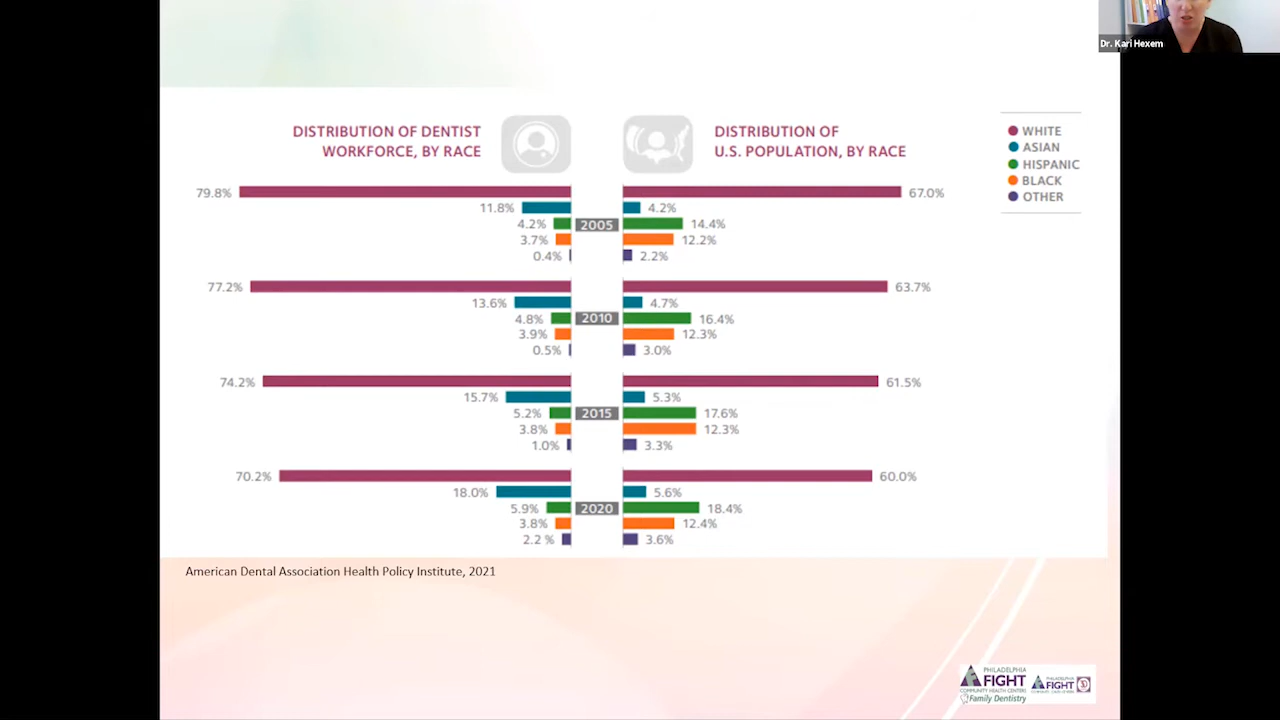 Dr. Kari Hexem
DISTRIBUTION OF DENTIST
WORKFORCE, BY RACE
DISTRIBUTION OF
U.S. POPULATION, BY RACE
WHITE
ASIAN
HISPANIC
BLACK
OTHER
79.8%
11.8%
4.2%
3.7%
0.4%
2005
67.0%
4.2%
14.4%
12.2%
2.2%
77.2%
13.6%
4.8%
3.9%
0.5%
2010
63.7%
4.7%
16.4%
12.3%
3.0%
74.2%
15.7%
5.2%
3.8%
1.0%
2015
61.5%
5.3%
17.6%
12.3%
3.3%
70.2%
18.0%
5.9%
3.8%
2.2 %
2020
60.0%
5.6%
18.4%
12.4%
3.6%
American Dental Association Health Policy Institute, 2021
PHILADELPHIA
FIGHT
COMMUNITY HEALTH CENTERS
Family Dentistry
PHILADELPHIA
FIGHT